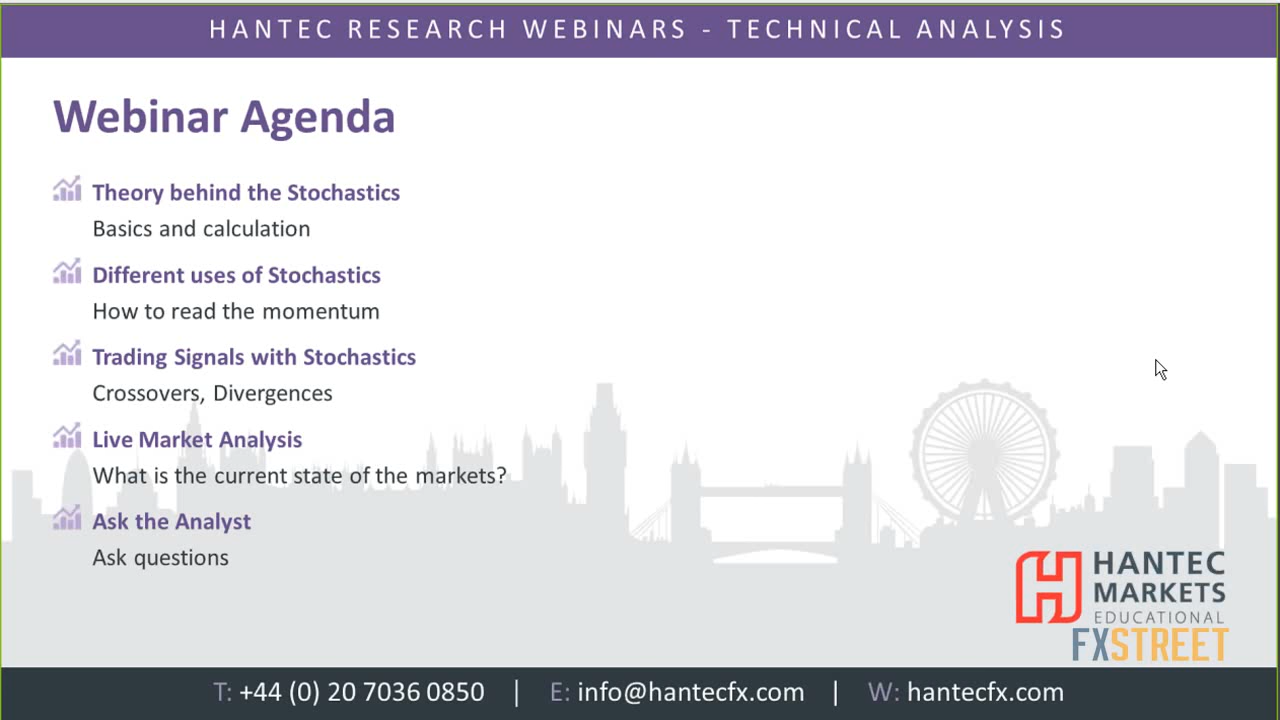 HANTEC RESEARCH WEBINARS - TECHNICAL ANALYSIS
Webinar Agenda
Theory behind the Stochastics
Basics and calculation
Different uses of Stochastics
How to read the momentum
Trading Signals with Stochastics
Crossovers, Divergences
Live Market Analysis
What is the current state of the markets?
Ask the Analyst
Ask questions
HANTEC
MARKETS
EDUCATIONAL
FXSTREET
T: +44 (0) 20 7036 0850 | E: info@hantecfx.com | W: hantecfx.com